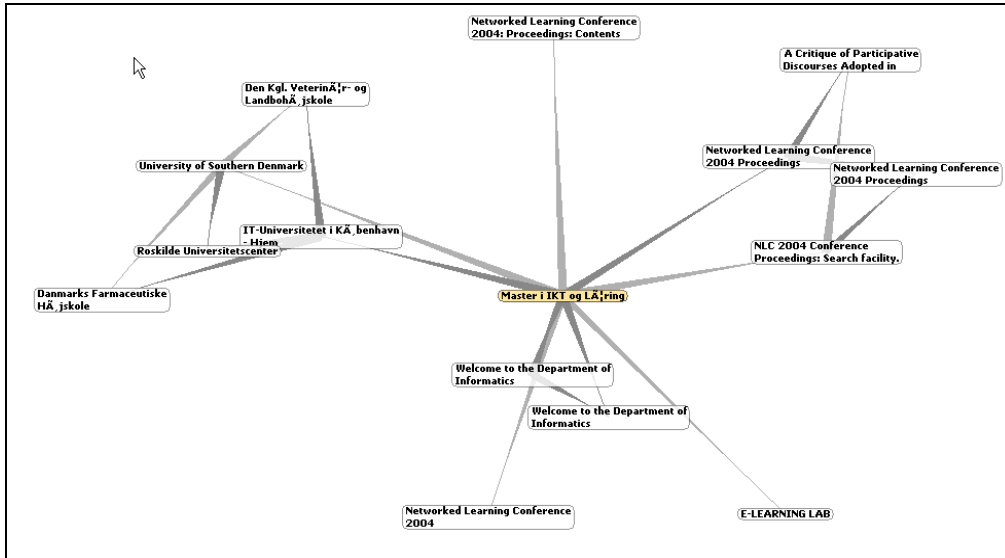 Networked Learning Conference
2004: Proceedings: Contents
A Critique of Participative
Discourses Adopted in
Den Kgl. VeterinÃ¦r- og
LandbohÃ¸jskole
University of Southern Denmark
Networked Learning Conference
2004 Proceedings
Networked Learning Conference
2004 Proceedings
IT-Universitetet i KÃ¸benhavn
- Hjem
Roskilde Universitetscenter
NLC 2004 Conference
Proceedings: Search facility.
Danmarks Farmaceutiske
HÃ¸jskole
Master i IKT og LÃ¦ring
Welcome to the Department of
Informatics
Welcome to the Department of
Informatics
Networked Learning Conference
2004
E-LEARNING LAB